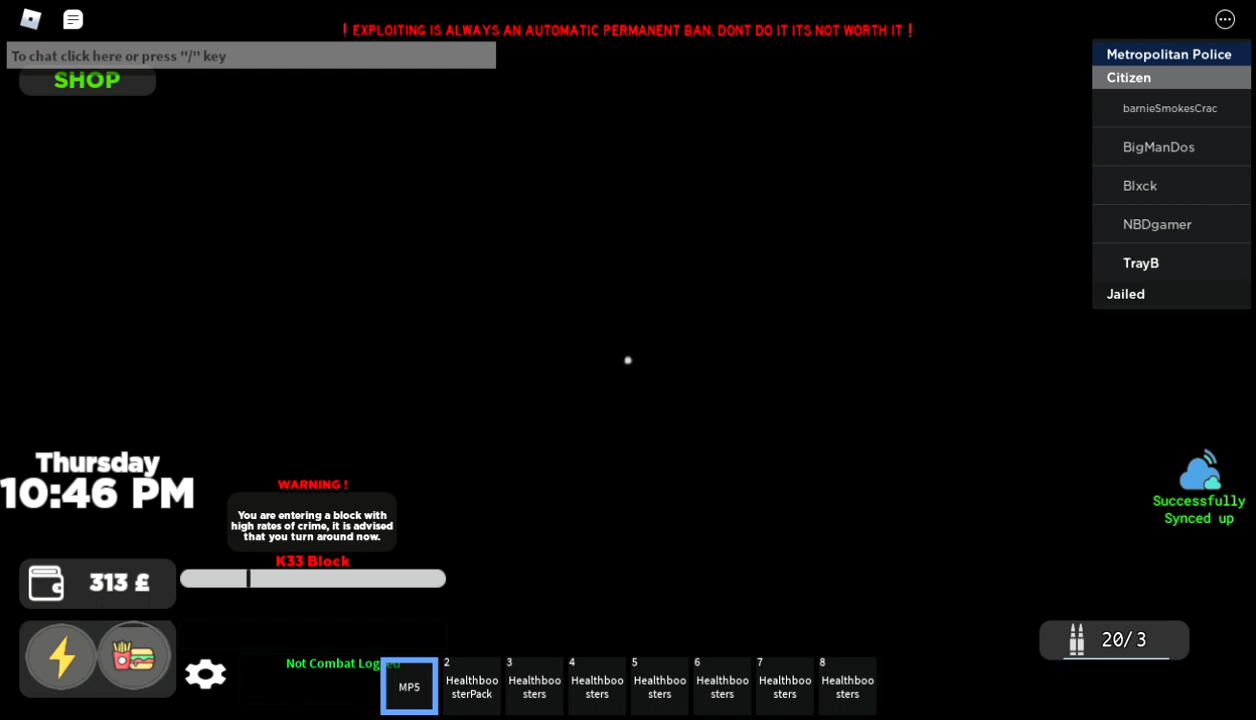 ❗EXPLOITING IS ALWAYS AN AUTOMATIC PERMANENT BAN. DONT DO IT ITS NOT WORTH IT❗
To chat click here or press "/" key
SHOP
Metropolitan Police
Citizen
barnieSmokesCrac
BigManDos
Blxck
NBDgamer
TrayB
Jailed
Thursday
10:46 PM
WARNING !
You are entering a block with
high rates of crime, it is advised
that you turn around now.
K33 Block
Successfully
Synced up
313 £
20/3
Not Combat Logged
MP5
2
Healthboo
sterPack
3
Healthboo
sters
4
Healthboo
sters
5
Healthboo
sters
6
Healthboo
sters
7
Healthboo
sters
8
Healthboo
sters